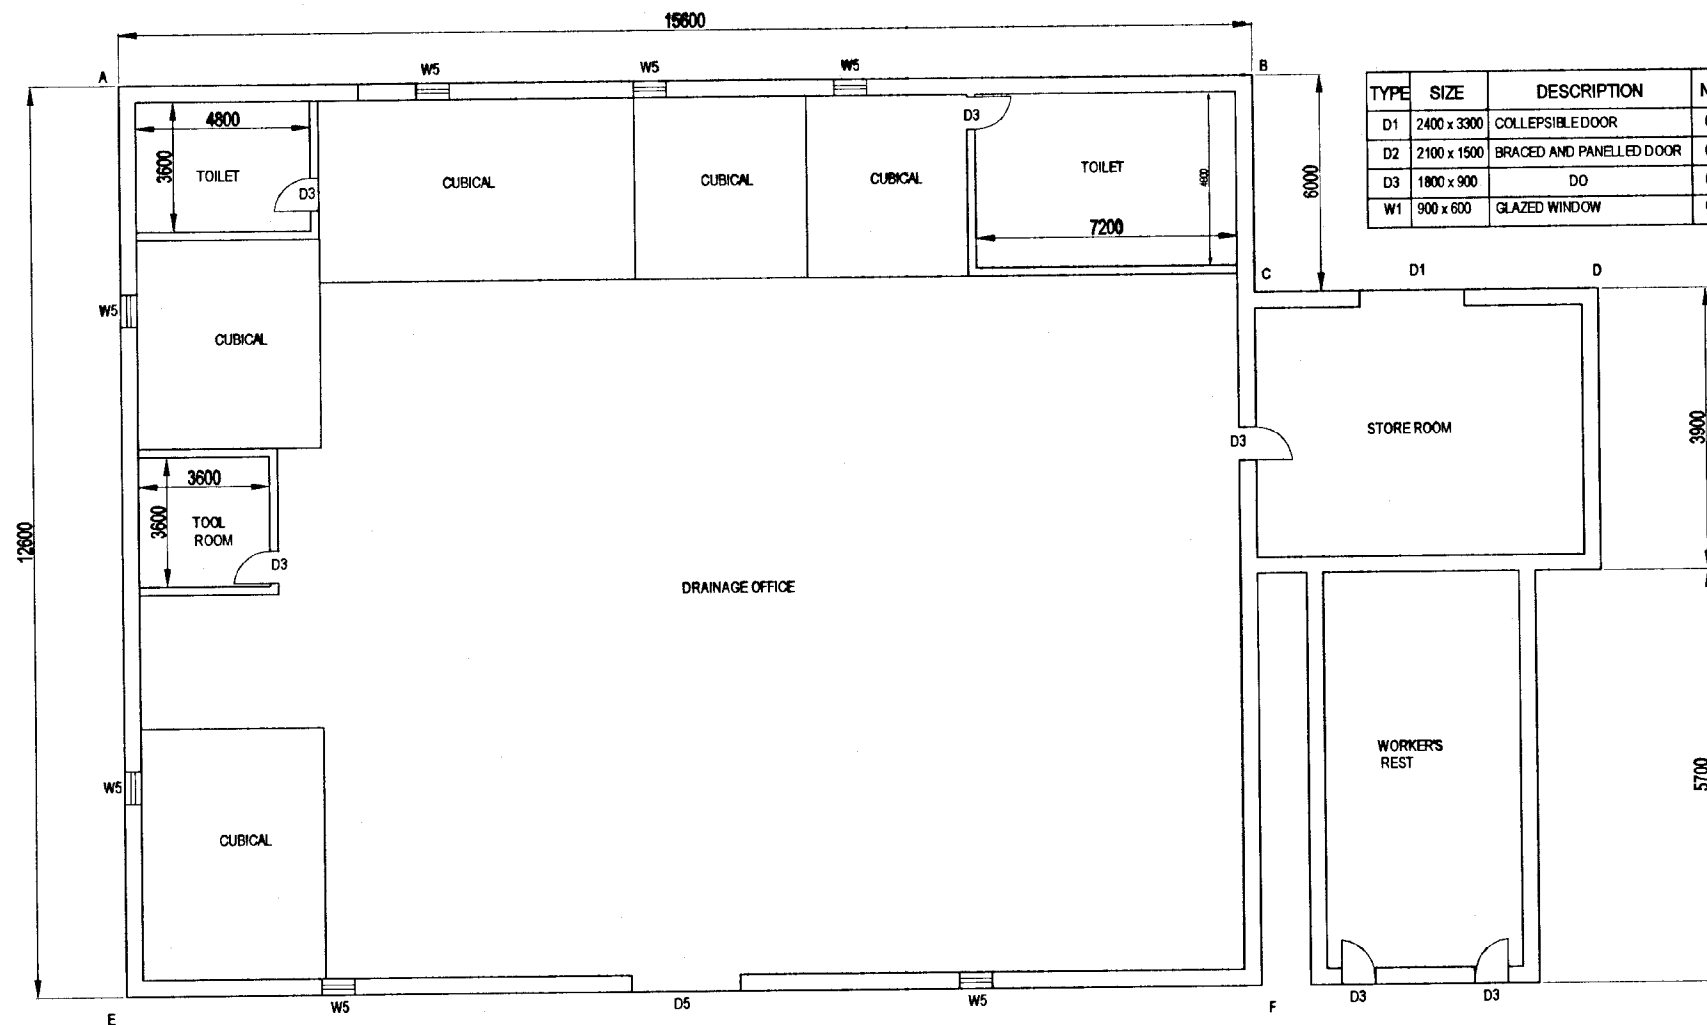 15600
A
W5
W5
W5
B
TYPE SIZE DESCRIPTION
D1 2400 x 3300 COLLEPSIBLE DOOR
D2 2100 x 1500 BRACED AND PANELLED DOOR
D3 1800 x 900 DO
W1 900 x 600 GLAZED WINDOW
4800
3600
TOILET
D3
CUBICAL
CUBICAL
CUBICAL
D3
TOILET
7200
6000
C
D1
D
W5
CUBICAL
D3
STORE ROOM
3900
3600
3600
TOOL
ROOM
D3
12600
DRAINAGE OFFICE
WORKER'S
REST
5700
W5
CUBICAL
E
W5
D5
W5
F
D3
D3